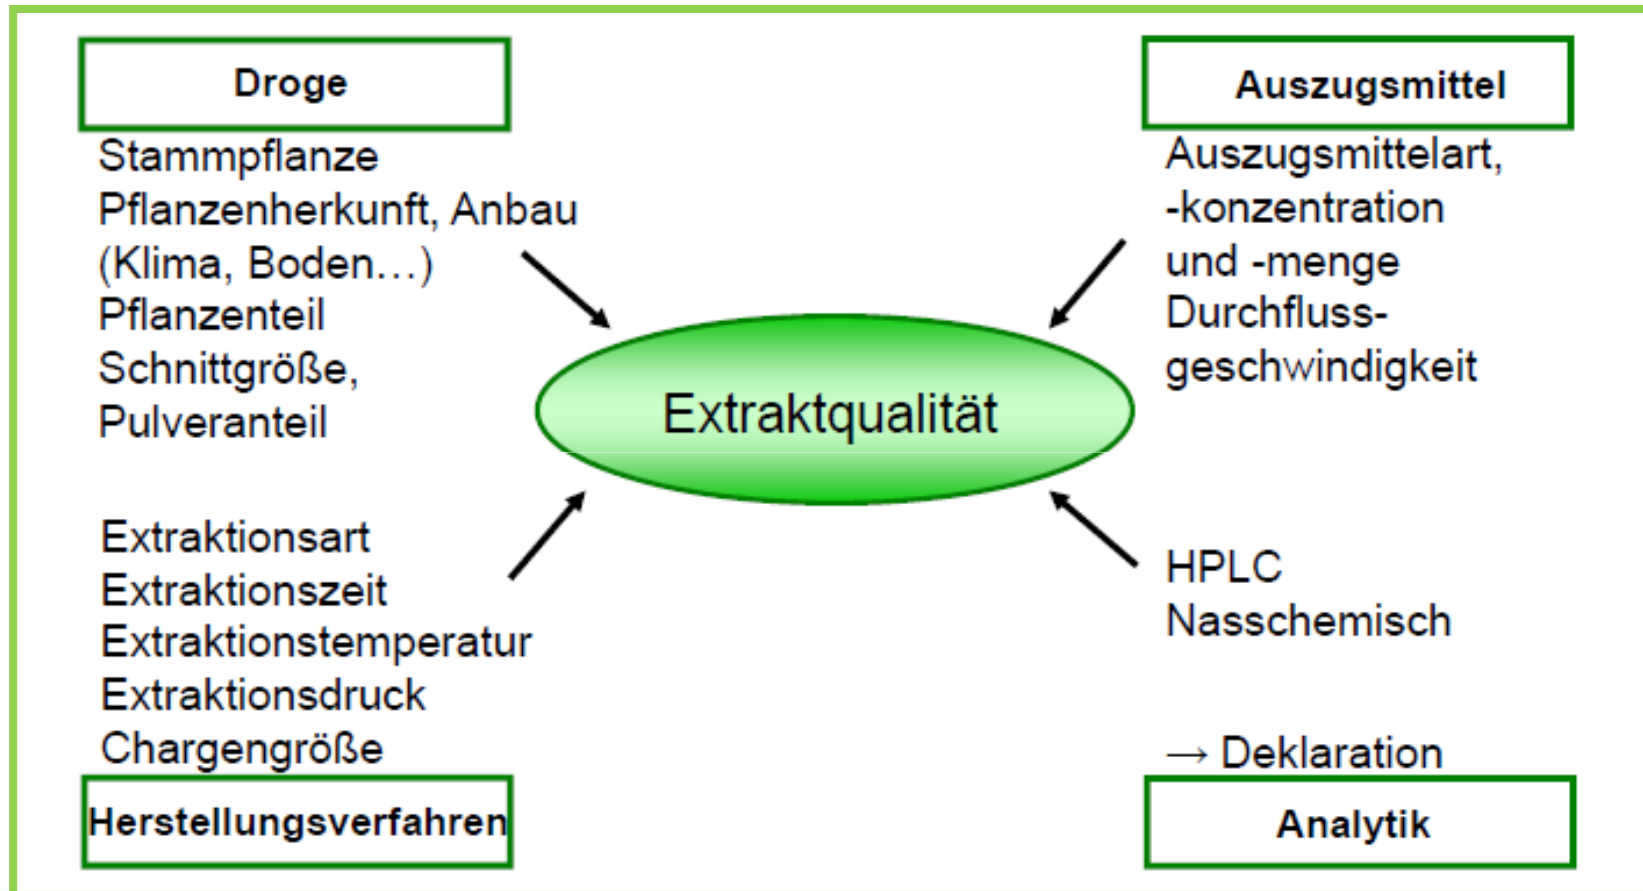 Droge
Stammpflanze
Pflanzenherkunft, Anbau
(Klima, Boden...)
Pflanzenteil
Schnittgröße,
Pulveranteil
Auszugsmittel
Auszugsmittelart,
-konzentration
und -menge
Durchfluss-
geschwindigkeit
Extraktqualität
Extraktionsart
Extraktionszeit
Extraktionstemperatur
Extraktionsdruck
Chargengröße
Herstellungsverfahren
HPLC
Nasschemisch
→ Deklaration
Analytik